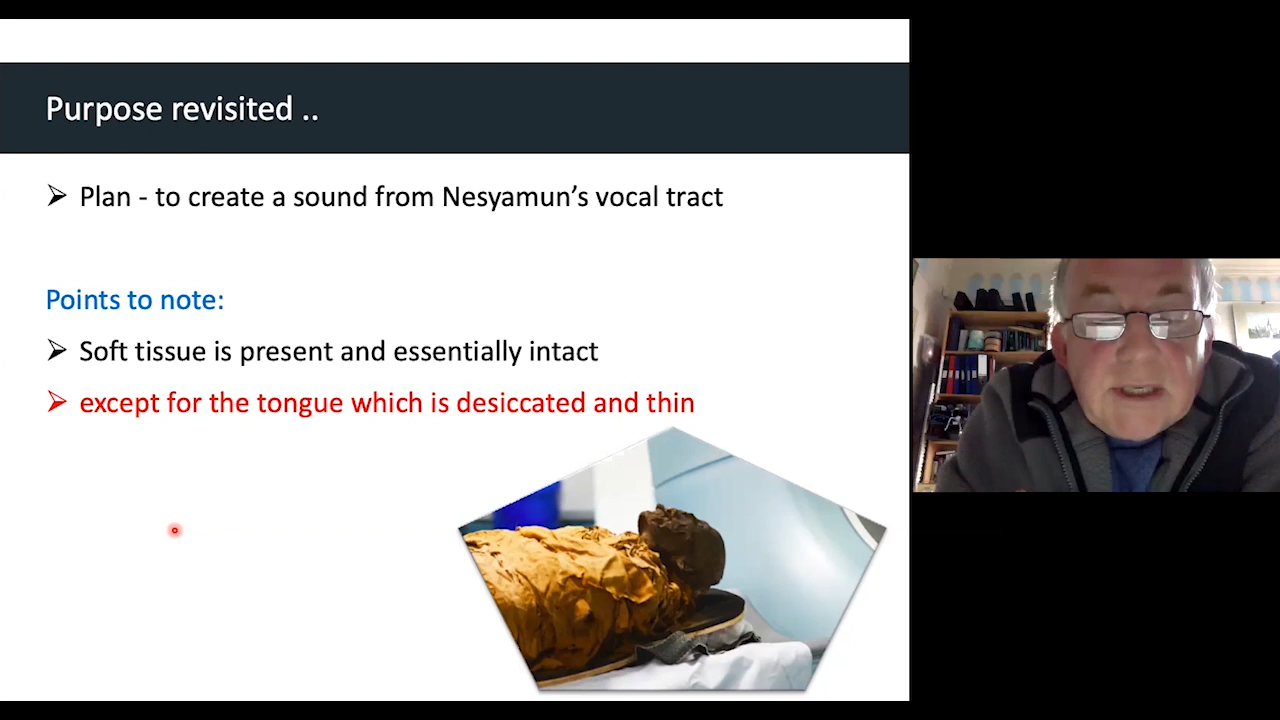 Purpose revisited ..
Plan - to create a sound from Nesyamun’s vocal tract
Points to note:
Soft tissue is present and essentially intact
except for the tongue which is desiccated and thin